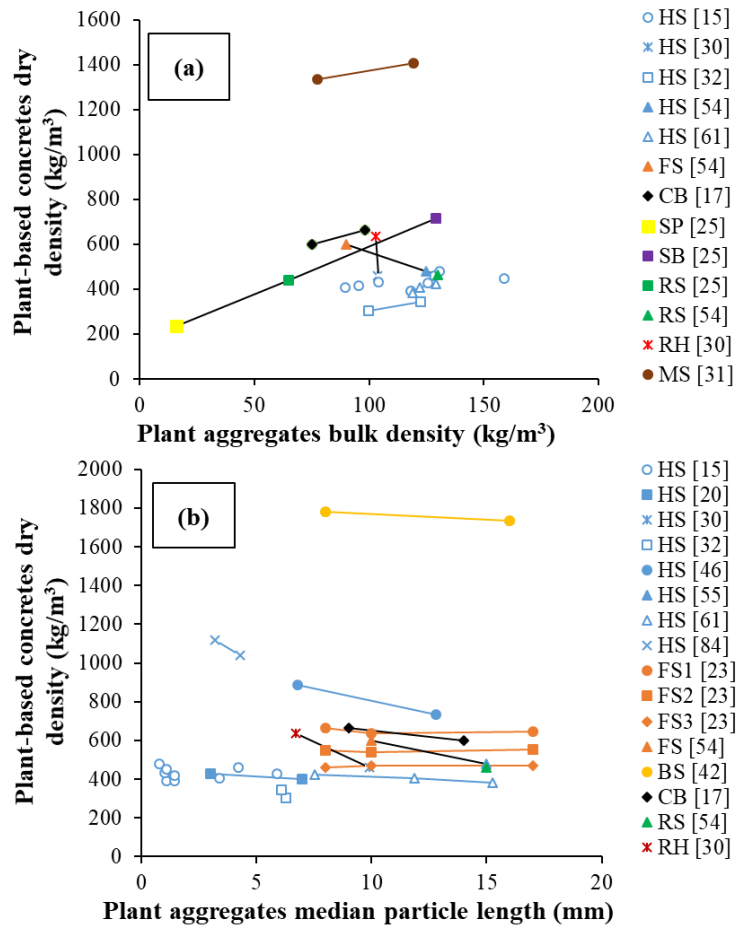 (a)
Plant-based concretes dry
density (kg/m³)
1600
1400
1200
1000
800
600
400
200
0
0 50 100 150 200
Plant aggregates bulk density (kg/m³)
HS [15]
HS [30]
HS [32]
HS [54]
HS [61]
FS [54]
CB [17]
SP [25]
SB [25]
RS [25]
RS [54]
RH [30]
MS [31]
(b)
Plant-based concretes dry
density (kg/m³)
2000
1800
1600
1400
1200
1000
800
600
400
200
0
0 5 10 15 20
Plant aggregates median particle length (mm)
HS [15]
HS [20]
HS [30]
HS [32]
HS [46]
HS [55]
HS [61]
HS [84]
FS1 [23]
FS2 [23]
FS3 [23]
FS [54]
BS [42]
CB [17]
RS [54]
RH [30]